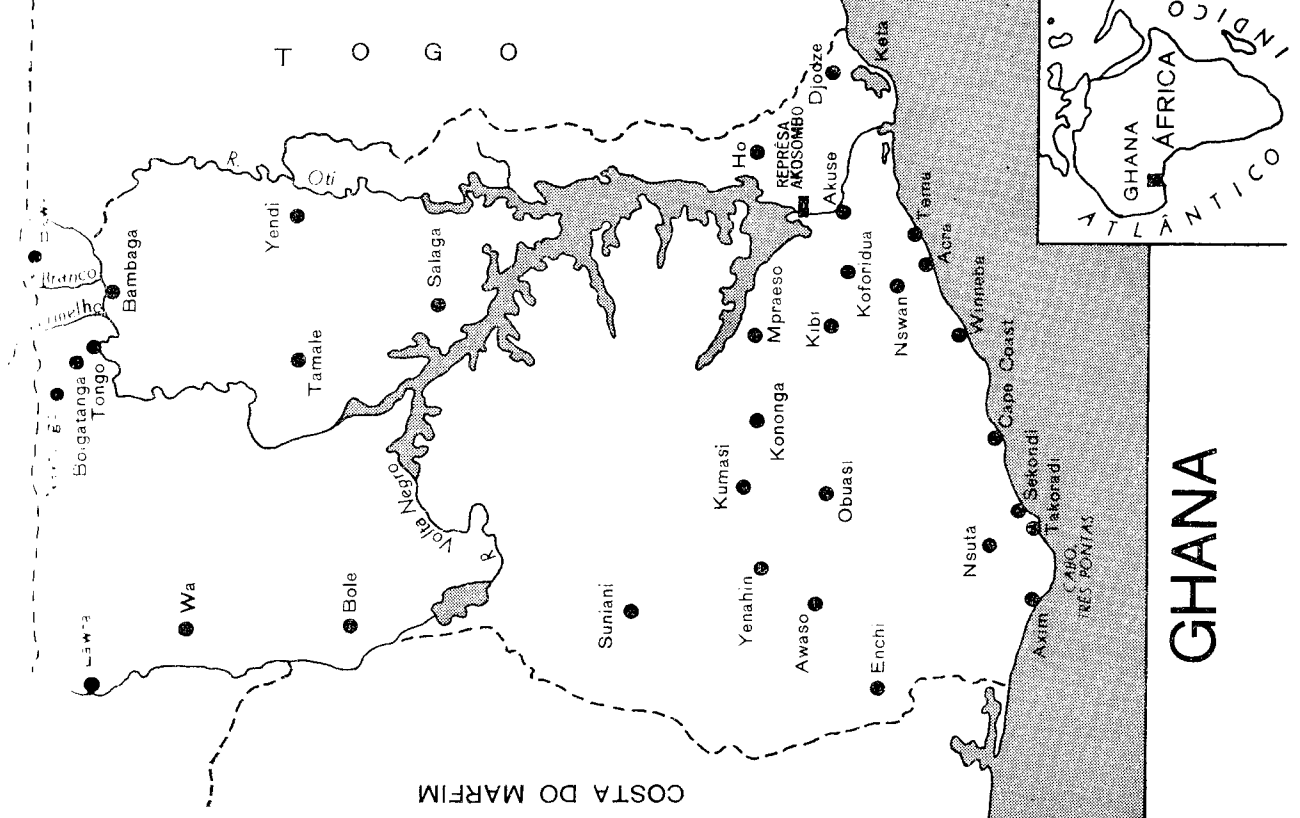 GHANA
TOGO
COSTA DO MARFIM
R. Oti
Branco
Bambaga
Bolgatanga
Tongo
Lawra
Wa
Bole
Yendi
Tamale
Salaga
R. Volta Negro
Suniani
Yenahin
Kumasi
Kononga
Mpraeso
Ho
REPRÊSA
AKOSOMBO
Djodze
Keta
Akuse
Koforidua
Kibi
Nswan
Obuasi
Awaso
Enchi
Nsuta
Tema
Acra
Winneba
Cape Coast
Sekondi
Takoradi
CABO
TRÊS PONTAS
Axim
GHANA
AFRICA
ATLÂNTICO
ÍNDICO